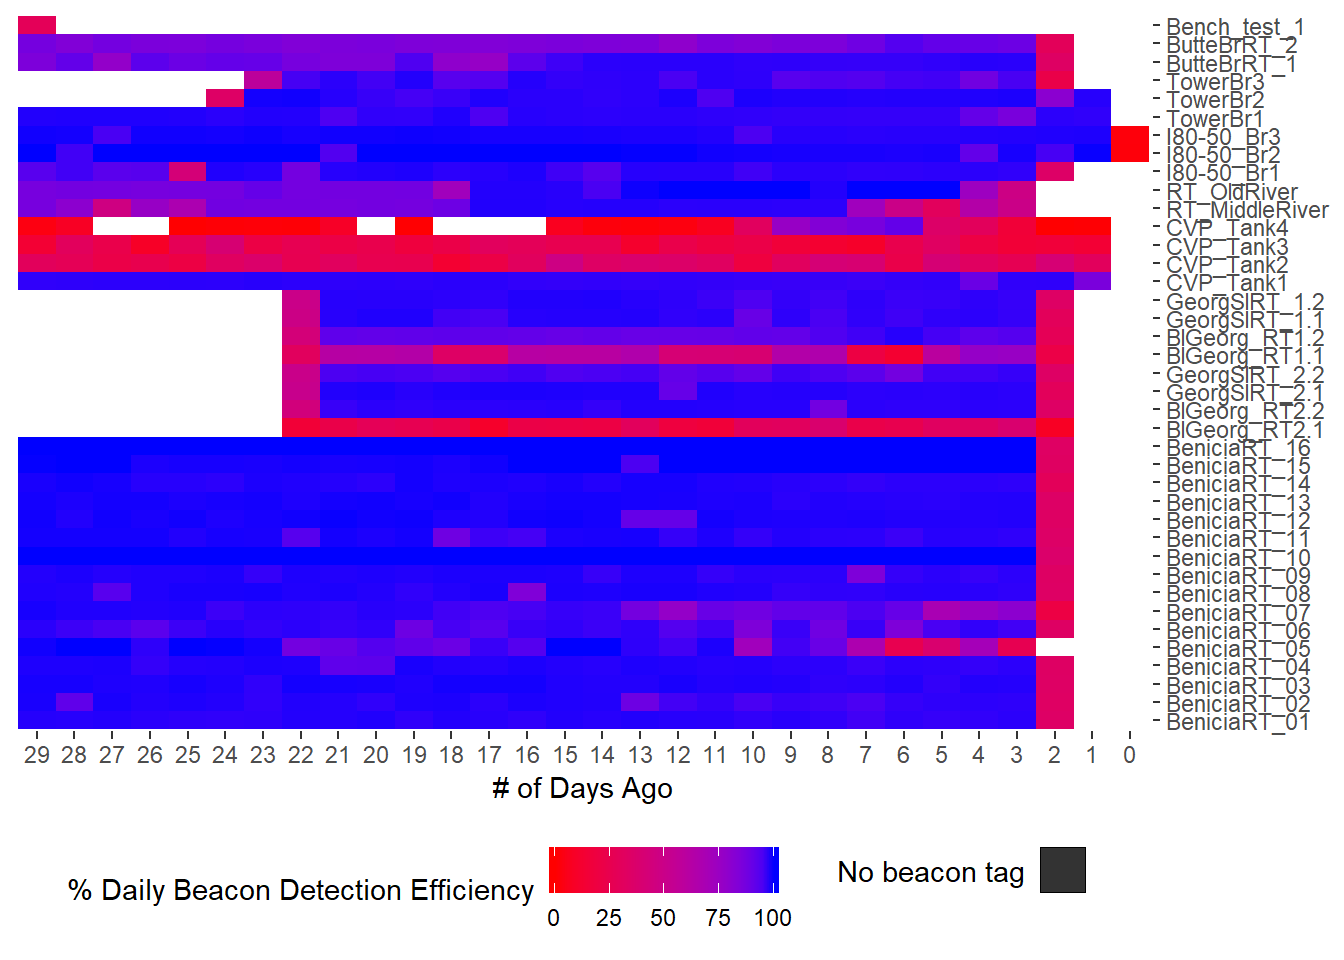 Bench_test_1
ButteBrRT_2
ButteBrRT_1
TowerBr3
TowerBr2
TowerBr1
I80-50_Br3
I80-50_Br2
I80-50_Br1
RT_OldRiver
RT_MiddleRiver
CVP_Tank4
CVP_Tank3
CVP_Tank2
CVP_Tank1
GeorgSlRT_1.2
GeorgSlRT_1.1
BlGeorg_RT1.2
BlGeorg_RT1.1
GeorgSlRT_2.2
GeorgSlRT_2.1
BlGeorg_RT2.2
BlGeorg_RT2.1
BeniciaRT_16
BeniciaRT_15
BeniciaRT_14
BeniciaRT_13
BeniciaRT_12
BeniciaRT_11
BeniciaRT_10
BeniciaRT_09
BeniciaRT_08
BeniciaRT_07
BeniciaRT_06
BeniciaRT_05
BeniciaRT_04
BeniciaRT_03
BeniciaRT_02
BeniciaRT_01
29 28 27 26 25 24 23 22 21 20 19 18 17 16 15 14 13 12 11 10 9 8 7 6 5 4 3 2 1 0
# of Days Ago
% Daily Beacon Detection Efficiency
0 25 50 75 100
No beacon tag